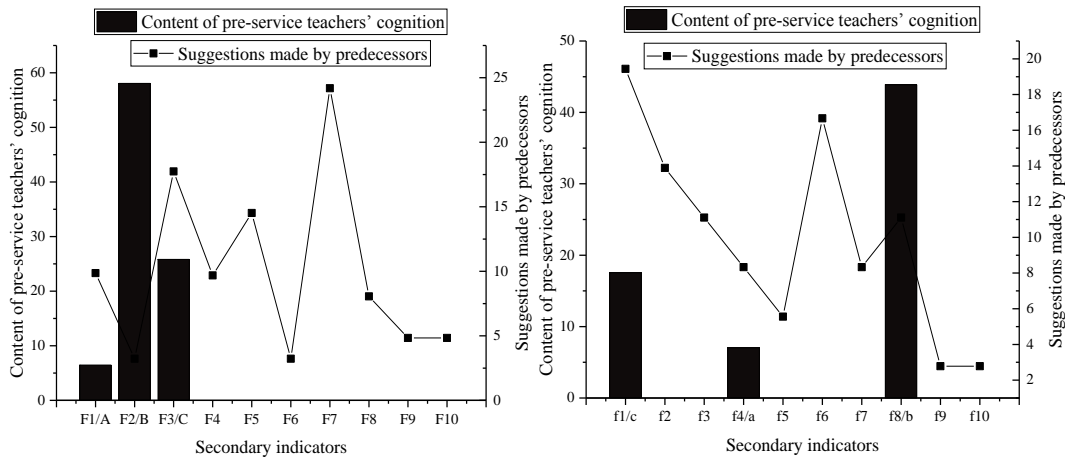 Content of pre-service teachers’ cognition
Suggestions made by predecessors
Content of pre-service teachers’ cognition
60
50
40
30
20
10
0
25
20
15
10
5
0
Suggestions made by predecessors
F1/A F2/B F3/C F4 F5 F6 F7 F8 F9 F10
Secondary indicators
Content of pre-service teachers’ cognition
Suggestions made by predecessors
Content of pre-service teachers’ cognition
50
40
30
20
10
0
20
18
16
14
12
10
8
6
4
2
Suggestions made by predecessors
f1/c f2 f3 f4/a f5 f6 f7 f8/b f9 f10
Secondary indicators